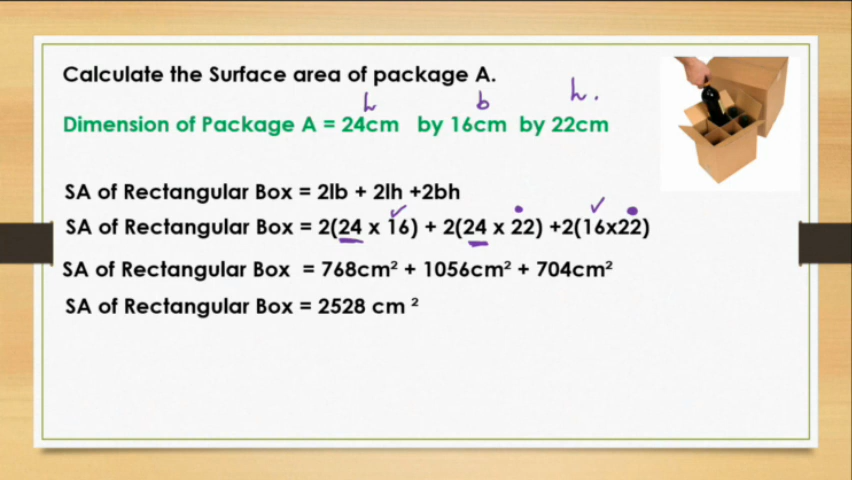 Calculate the Surface area of package A.
h b h.
Dimension of Package A = 24cm by 16cm by 22cm
SA of Rectangular Box = 2lb + 2lh +2bh
SA of Rectangular Box = 2(24 x 16) + 2(24 x 22) +2(16x22)
SA of Rectangular Box = 768cm² + 1056cm² + 704cm²
SA of Rectangular Box = 2528 cm ²